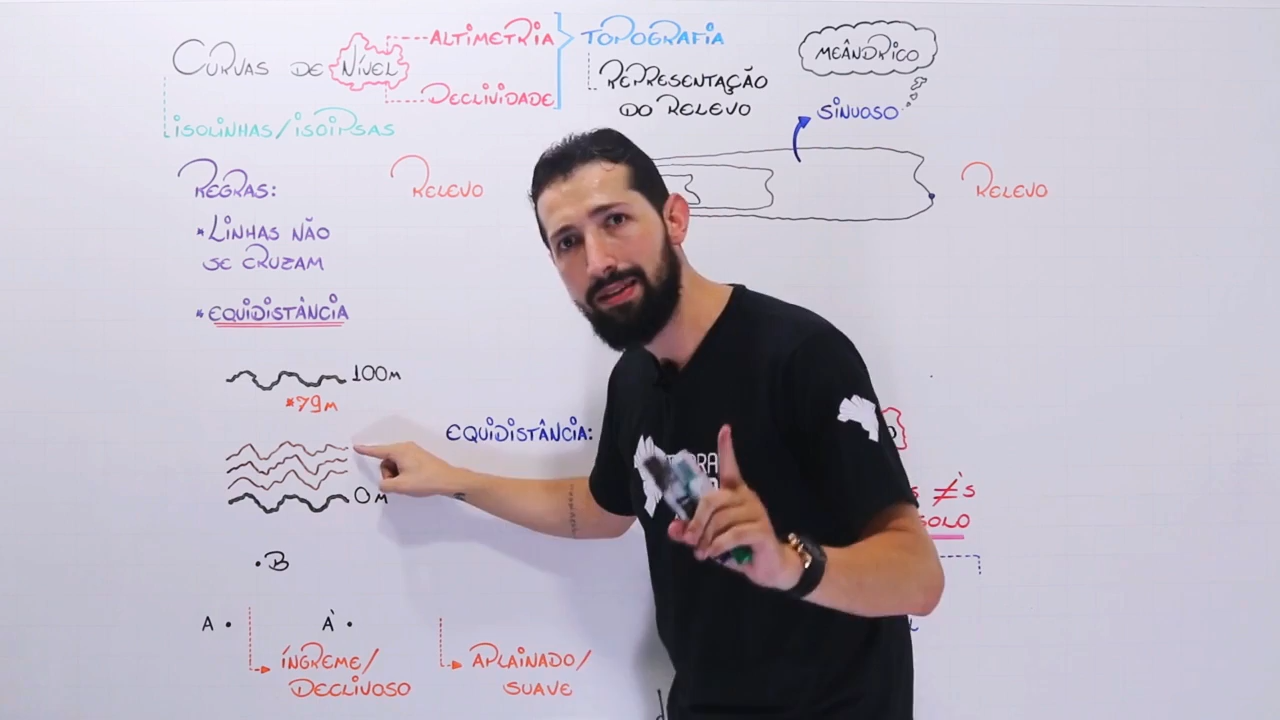 CURVAS DE NÍVEL
ALTIMETRIA
DECLIVIDADE
TOPOGRAFIA
REPRESENTAÇÃO
DO RELEVO
MEÂNDRICO
SINUOSO
ISOLINHAS/ISOIPSAS
REGRAS:
*LINHAS NÃO
SE CRUZAM
*EQUIDISTÂNCIA
RELEVO
RELEVO
100M
*79M
0M
EQUIDISTÂNCIA:
≠S
SOLO
B
A
À
ÍNGREME/
DECLIVOSO
APLAINADO/
SUAVE